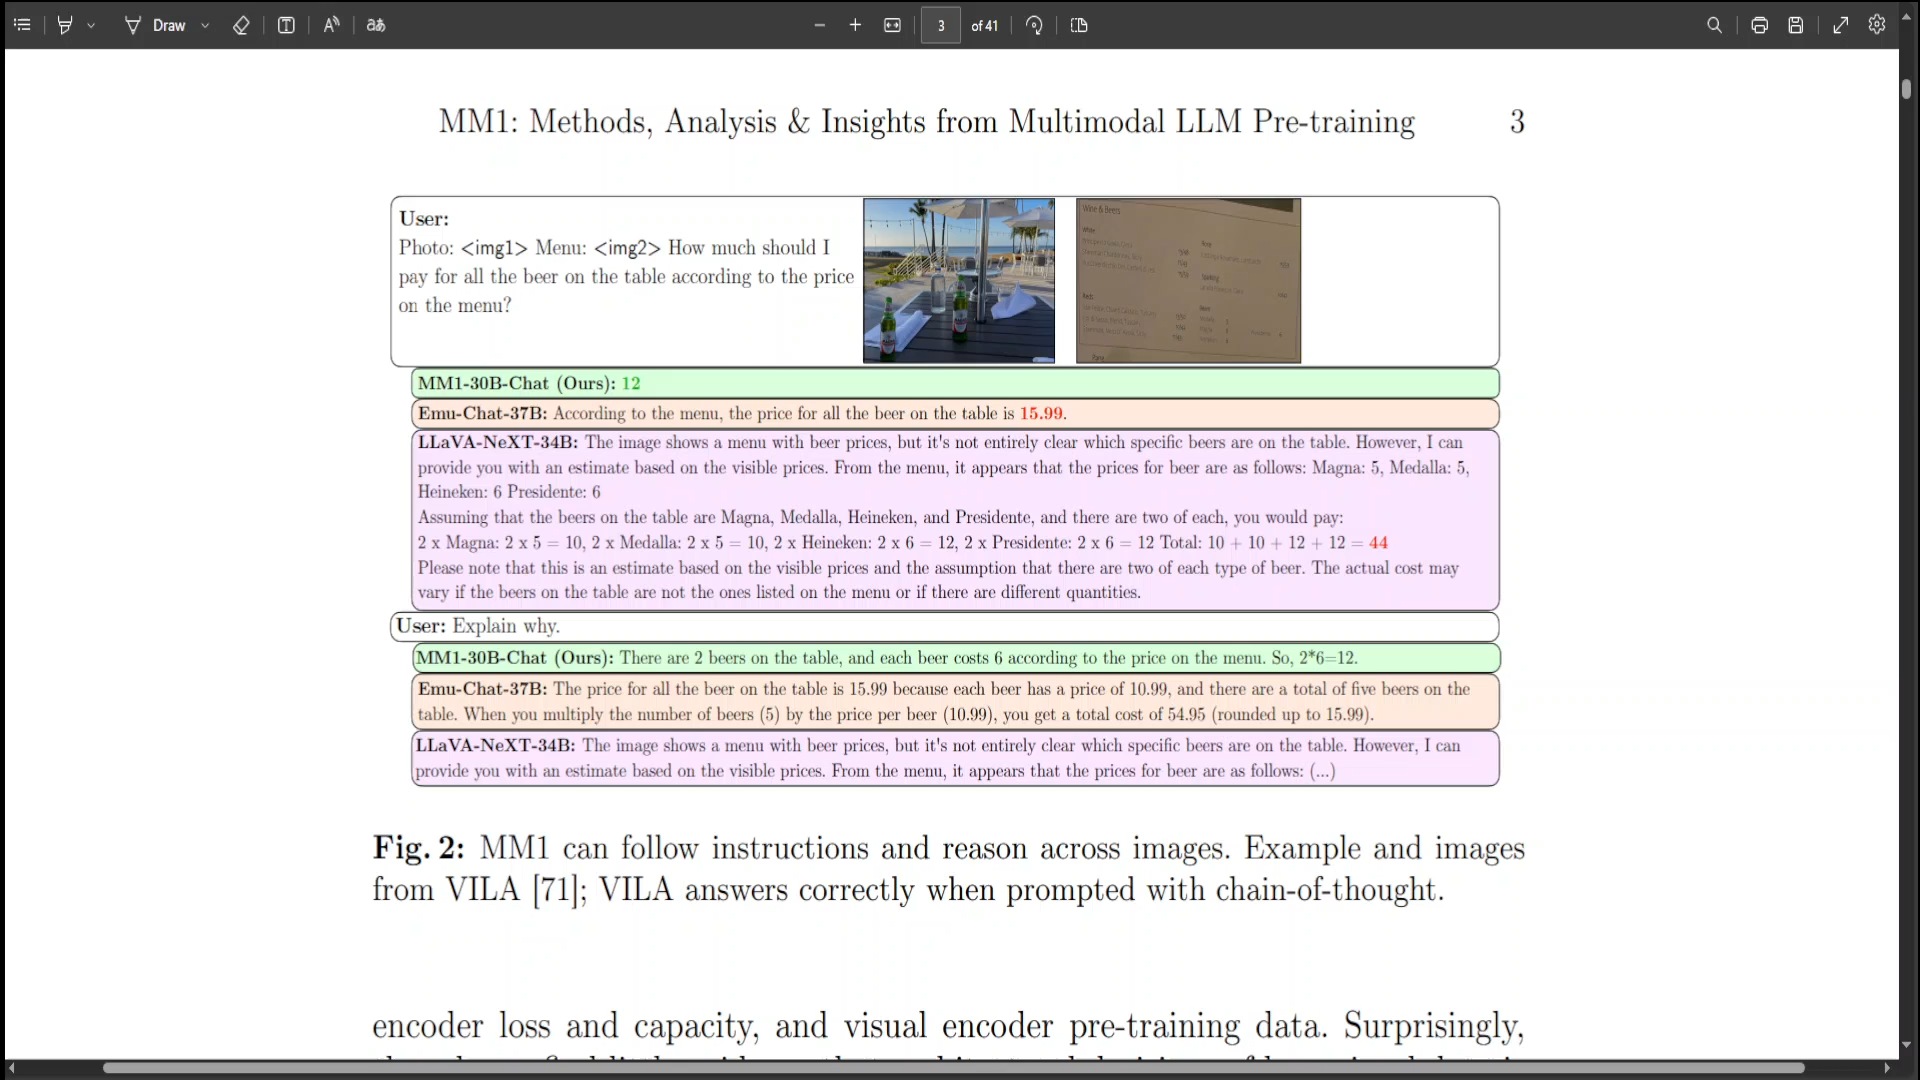 Draw
3
of 41
MM1: Methods, Analysis & Insights from Multimodal LLM Pre-training 3
User:
Photo: <img1> Menu: <img2> How much should I
pay for all the beer on the table according to the price
on the menu?
Wine & Beers
MM1-30B-Chat (Ours): 12
Emu-Chat-37B: According to the menu, the price for all the beer on the table is 15.99.
LLaVA-NeXT-34B: The image shows a menu with beer prices, but it's not entirely clear which specific beers are on the table. However, I can
provide you with an estimate based on the visible prices. From the menu, it appears that the prices for beer are as follows: Magna: 5, Medalla: 5,
Heineken: 6 Presidente: 6
Assuming that the beers on the table are Magna, Medalla, Heineken, and Presidente, and there are two of each, you would pay:
2 x Magna: 2 x 5 = 10, 2 x Medalla: 2 x 5 = 10, 2 x Heineken: 2 x 6 = 12, 2 x Presidente: 2 x 6 = 12 Total: 10 + 10 + 12 + 12 = 44
Please note that this is an estimate based on the visible prices and the assumption that there are two of each type of beer. The actual cost may
vary if the beers on the table are not the ones listed on the menu or if there are different quantities.
User: Explain why.
MM1-30B-Chat (Ours): There are 2 beers on the table, and each beer costs 6 according to the price on the menu. So, 2*6=12.
Emu-Chat-37B: The price for all the beer on the table is 15.99 because each beer has a price of 10.99, and there are a total of five beers on the
table. When you multiply the number of beers (5) by the price per beer (10.99), you get a total cost of 54.95 (rounded up to 15.99).
LLaVA-NeXT-34B: The image shows a menu with beer prices, but it's not entirely clear which specific beers are on the table. However, I can
provide you with an estimate based on the visible prices. From the menu, it appears that the prices for beer are as follows: (...)
Fig. 2: MM1 can follow instructions and reason across images. Example and images
from VILA [71]; VILA answers correctly when prompted with chain-of-thought.
encoder loss and capacity, and visual encoder pre-training data. Surprisingly,